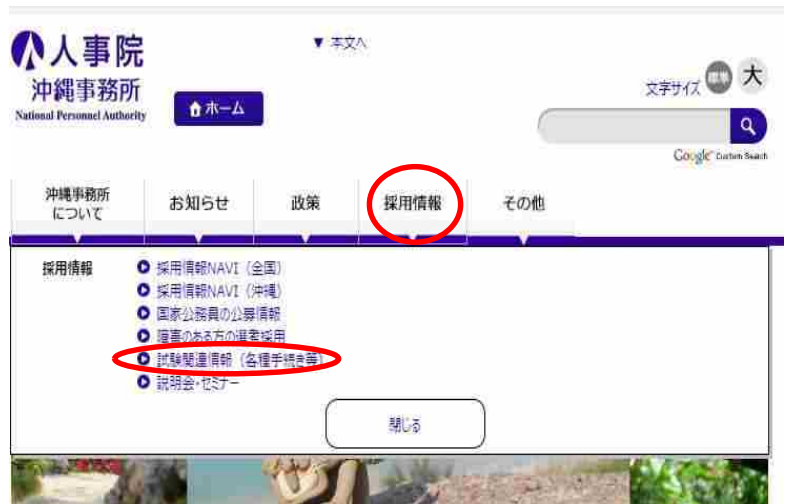 人事院
▼ 本文へ
沖縄事務所
National Personnel Authority
ホーム
文字サイズ 標準 大
Google Custom Search
沖縄事務所について
お知らせ
政策
採用情報
その他
採用情報
採用情報NAVI（全国）
採用情報NAVI（沖縄）
国家公務員の公募情報
障害のある方の選考採用
試験関連情報（各種手続き等）
説明会・セミナー
閉じる